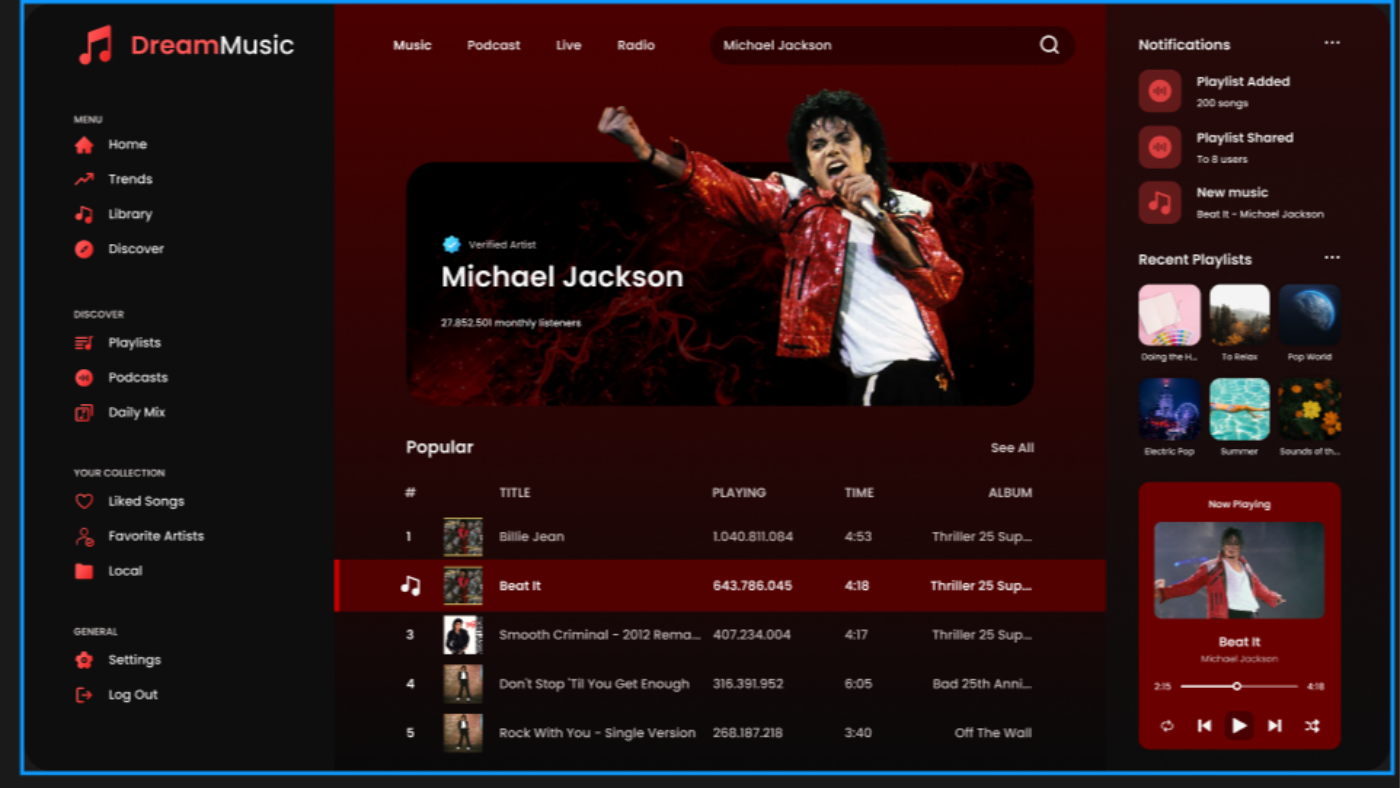 DreamMusic
MENU
Home
Trends
Library
Discover
DISCOVER
Playlists
Podcasts
Daily Mix
YOUR COLLECTION
Liked Songs
Favorite Artists
Local
GENERAL
Settings
Log Out
Music Podcast Live Radio
Michael Jackson
Verified Artist
Michael Jackson
27.852.501 monthly listeners
Popular See All
# TITLE PLAYING TIME ALBUM
1 Billie Jean 1.040.811.084 4:53 Thriller 25 Sup...
Beat It 643.786.045 4:18 Thriller 25 Sup...
3 Smooth Criminal - 2012 Rema... 407.234.004 4:17 Thriller 25 Sup...
4 Don't Stop 'Til You Get Enough 316.391.952 6:05 Bad 25th Anni...
5 Rock With You - Single Version 268.187.218 3:40 Off The Wall
Notifications ...
Playlist Added
200 songs
Playlist Shared
To 8 users
New music
Beat It - Michael Jackson
Recent Playlists ...
Doing the H... To Relax Pop World
Electric Pop Summer Sounds of th...
Now Playing
Beat It
Michael Jackson
2:15 4:18